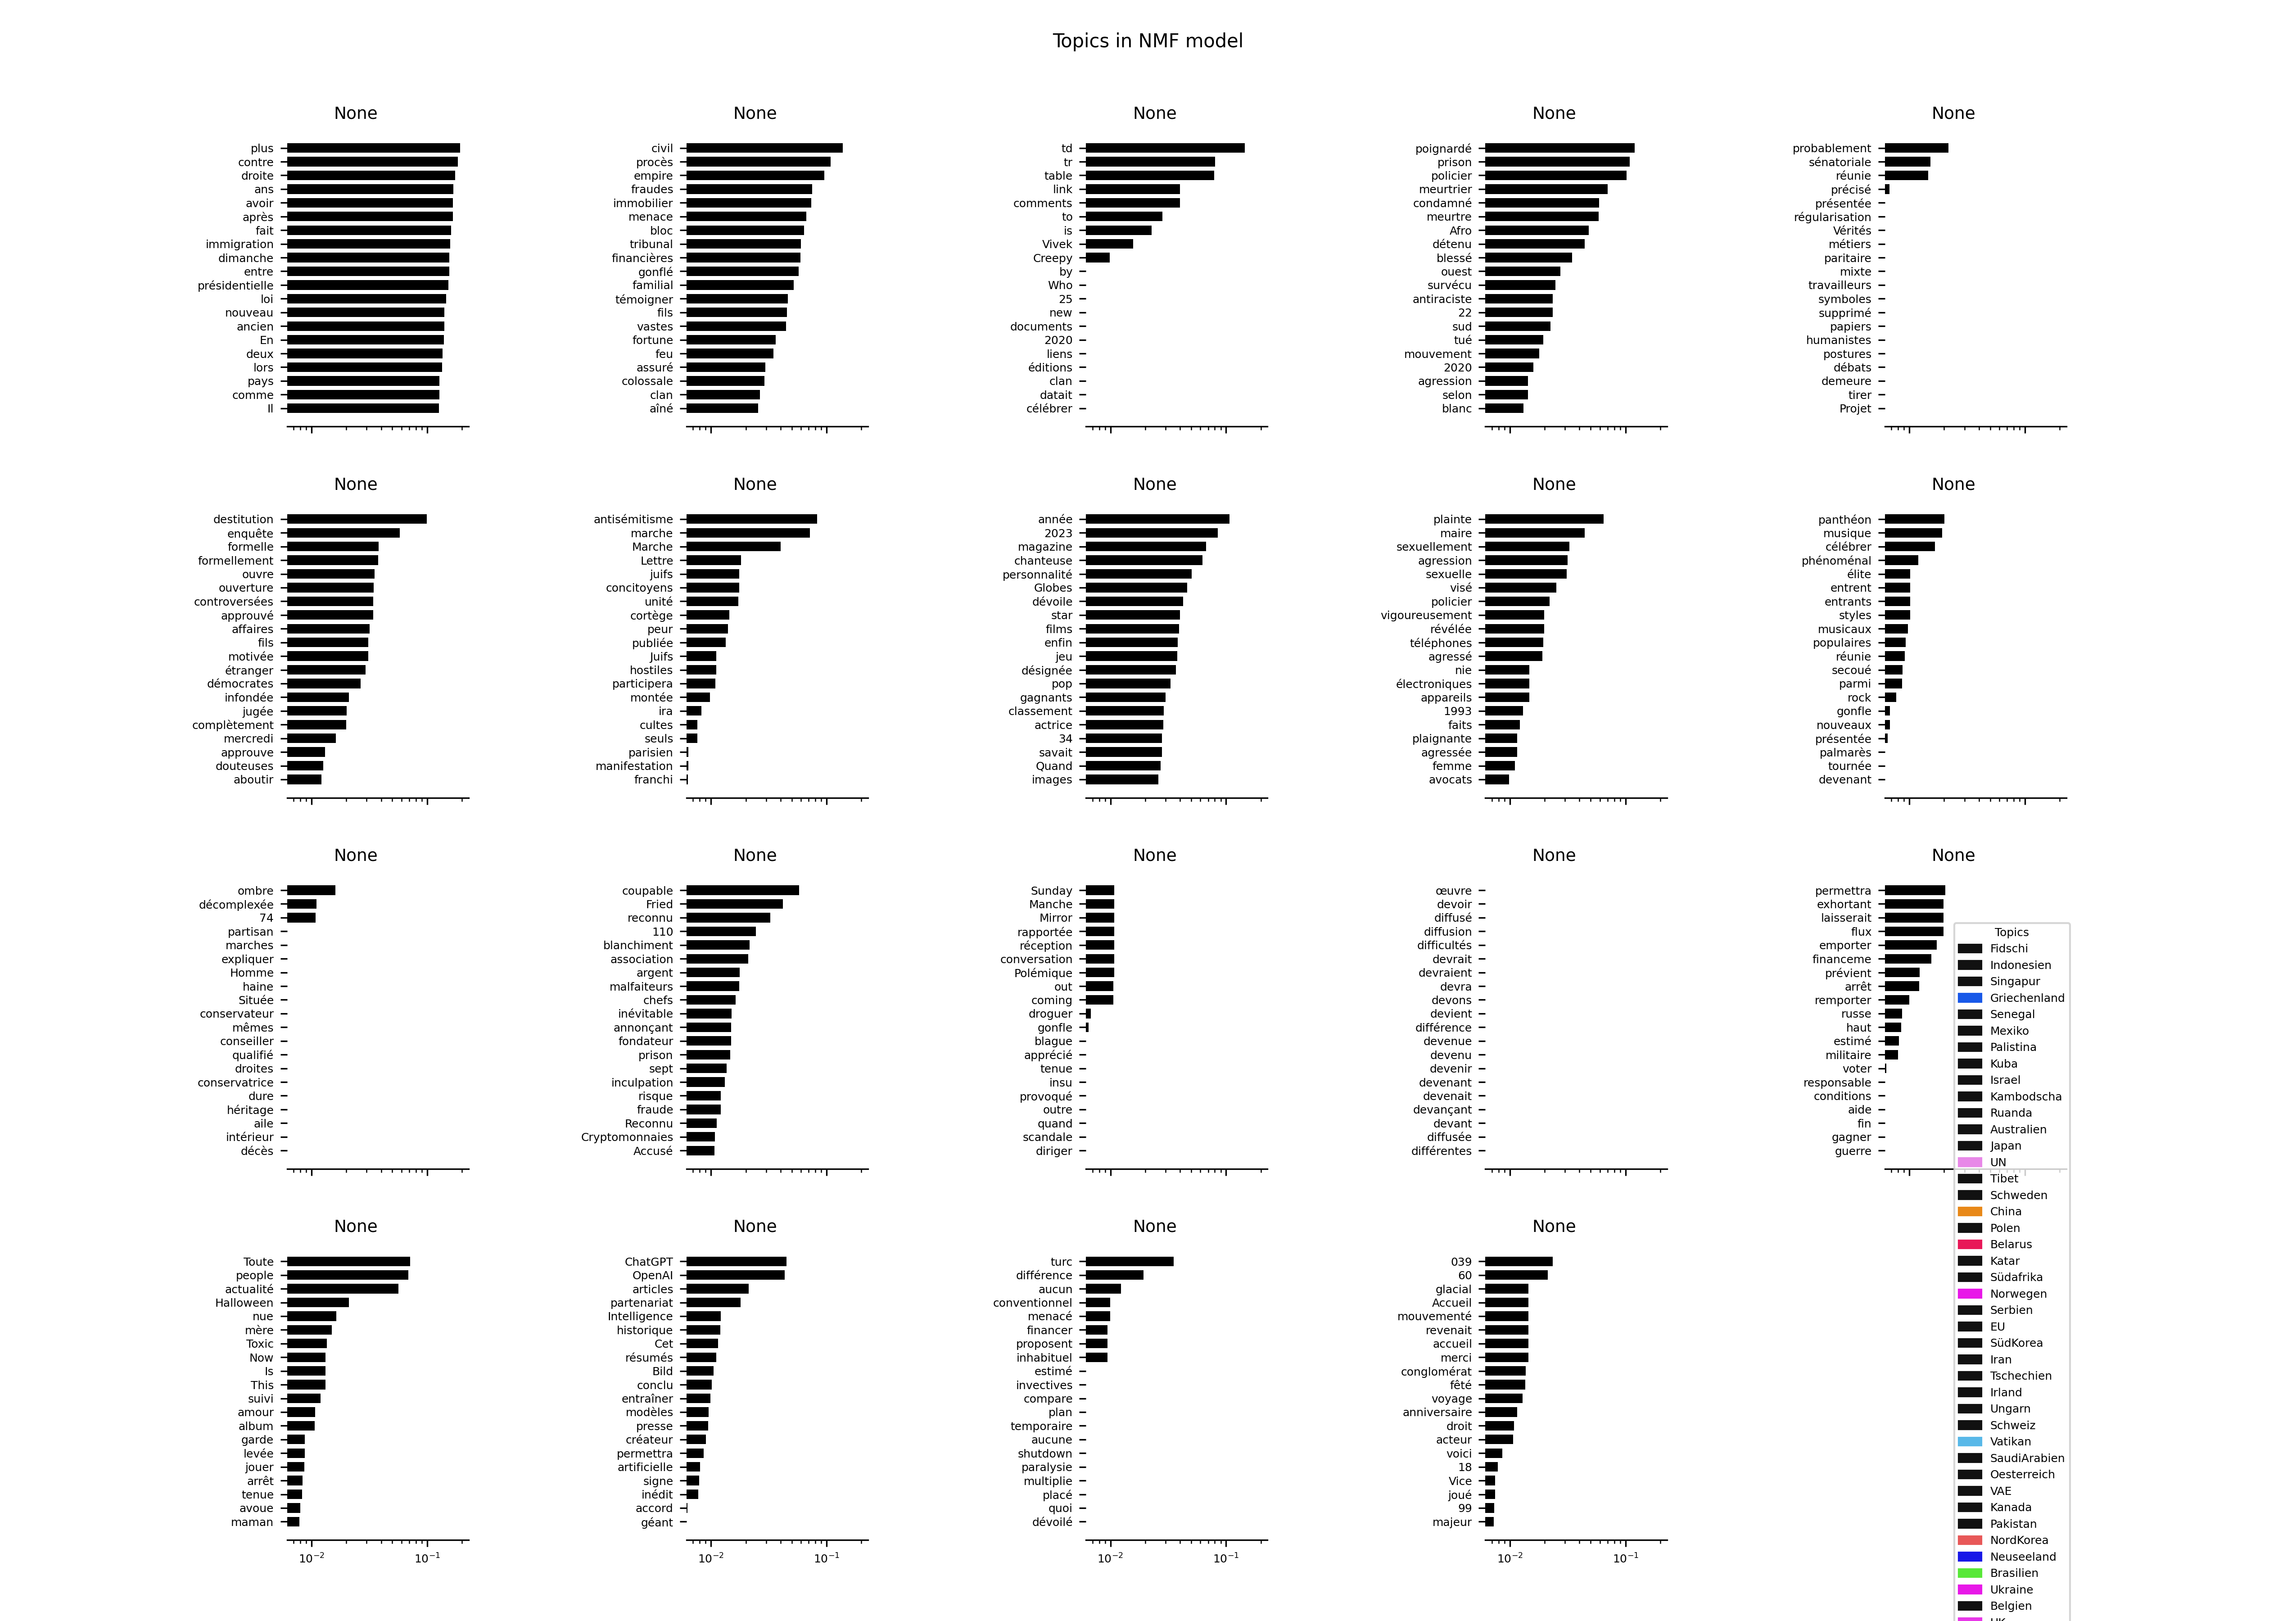 Topics in NMF model
None
plus
contre
droite
ans
avoir
après
fait
immigration
dimanche
entre
présidentielle
loi
nouveau
ancien
En
deux
lors
pays
comme
Il
None
civil
procès
empire
fraudes
immobilier
menace
bloc
tribunal
financières
gonflé
familial
témoigner
fils
vastes
fortune
feu
assuré
colossale
clan
aîné
None
td
tr
table
link
comments
to
is
Vivek
Creepy
by
Who
25
new
documents
2020
liens
éditions
clan
datait
célébrer
None
poignardé
prison
policier
meurtrier
condamné
meurtre
Afro
détenu
blessé
ouest
survécu
antiraciste
22
sud
tué
mouvement
2020
agression
selon
blanc
None
probablement
sénatoriale
réunie
précisé
présentée
régularisation
Vérités
métiers
paritaire
mixte
travailleurs
symboles
supprimé
papiers
humanistes
postures
débats
demeure
tirer
Projet
None
destitution
enquête
formelle
formellement
ouvre
ouverture
controversées
approuvé
affaires
fils
motivée
étranger
démocrates
infondée
jugée
complètement
mercredi
approuve
douteuses
aboutir
None
antisémitisme
marche
Marche
Lettre
juifs
concitoyens
unité
cortège
peur
publiée
Juifs
hostiles
participera
montée
ira
cultes
seuls
parisien
manifestation
franchi
None
année
2023
magazine
chanteuse
personnalité
Globes
dévoile
star
films
enfin
jeu
désignée
pop
gagnants
classement
actrice
34
savait
Quand
images
None
plainte
maire
sexuellement
agression
sexuelle
visé
policier
vigoureusement
révélée
téléphones
agressé
nie
électroniques
appareils
1993
faits
plaignante
agressée
femme
avocats
None
panthéon
musique
célébrer
phénoménal
élite
entrent
entrants
styles
musicaux
populaires
réunie
secoué
parmi
rock
gonfle
nouveaux
présentée
palmarès
tournée
devenant
None
ombre
décomplexée
74
partisan
marches
expliquer
Homme
haine
Située
conservateur
mêmes
conseiller
qualifié
droites
conservatrice
dure
héritage
aile
intérieur
décès
None
coupable
Fried
reconnu
110
blanchiment
association
argent
malfaiteurs
chefs
inévitable
annonçant
fondateur
prison
sept
inculpation
risque
fraude
Reconnu
Cryptomonnaies
Accusé
None
Sunday
Manche
Mirror
rapportée
réception
conversation
Polémique
out
coming
droguer
gonfle
blague
apprécié
tenue
insu
provoqué
outre
quand
scandale
diriger
None
œuvre
devoir
diffusé
diffusion
difficultés
devrait
devraient
devra
devons
devient
différence
devenue
devenu
devenir
devenant
devenait
devançant
devant
diffusée
différentes
None
permettra
exhortant
laisserait
flux
emporter
financeme
prévient
arrêt
remporter
russe
haut
estimé
militaire
voter
responsable
conditions
aide
fin
gagner
guerre
None
Toute
people
actualité
Halloween
nue
mère
Toxic
Now
Is
This
suivi
amour
album
garde
levée
jouer
arrêt
tenue
avoue
maman
10⁻² 10⁻¹
None
ChatGPT
OpenAI
articles
partenariat
Intelligence
historique
Cet
résumés
Bild
conclu
entraîner
modèles
presse
créateur
permettra
artificielle
signe
inédit
accord
géant
10⁻² 10⁻¹
None
turc
différence
aucun
conventionnel
menacé
financer
proposent
inhabituel
estimé
invectives
compare
plan
temporaire
aucune
shutdown
paralysie
multiplie
placé
quoi
dévoilé
10⁻² 10⁻¹
None
039
60
glacial
Accueil
mouvementé
revenait
accueil
merci
conglomérat
fêté
voyage
anniversaire
droit
acteur
voici
18
Vice
joué
99
majeur
10⁻² 10⁻¹
Topics
Fidschi
Indonesien
Singapur
Griechenland
Senegal
Mexiko
Palistina
Kuba
Israel
Kambodscha
Ruanda
Australien
Japan
UN
Tibet
Schweden
China
Polen
Belarus
Katar
Südafrika
Norwegen
Serbien
EU
SüdKorea
Iran
Tschechien
Irland
Ungarn
Schweiz
Vatikan
SaudiArabien
Oesterreich
VAE
Kanada
Pakistan
NordKorea
Neuseeland
Brasilien
Ukraine
Belgien